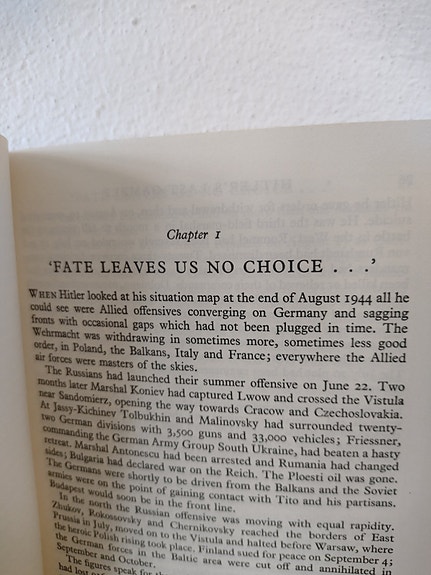 HITLER'S LAST
Chapter 1
'FATE LEAVES US NO CHOICE . . .'
WHEN Hitler looked at his situation map at the end of August 1944 all he
could see were Allied offensives converging on Germany and sagging
fronts with occasional gaps which had not been plugged in time. The
Wehrmacht was withdrawing in sometimes more, sometimes less good
order, in Poland, the Balkans, Italy and France; everywhere the Allied
air forces were masters of the skies.
The Russians had launched their summer offensive on June 22. Two
months later Marshal Koniev had captured Lwow and crossed the Vistula
near Sandomierz, opening the way towards Cracow and Czechoslovakia.
At Jassy-Kichinev Tolbukhin and Malinovsky had surrounded twenty-
two German divisions with 3,500 guns and 33,000 vehicles; Friessner,
commanding the German Army Group South Ukraine, had beaten a hasty
retreat. Marshal Antonescu had been arrested and Rumania had changed
sides; Bulgaria had declared war on the Reich. The Ploesti oil was gone.
The Germans were shortly to be driven from the Balkans and the Soviet
armies were on the point of gaining contact with Tito and his partisans.
Budapest would soon be in the front line.
In the north the Russian offensive was moving with equal rapidity.
Zhukov, Rokossovsky and Chernikovsky reached the borders of East
Prussia in July, moved on to the Vistula and halted before Warsaw, where
the heroic Polish rising took place. Finland sued for peace on September 4;
the German forces in the Baltic area were cut off and annihilated in
September and October.
The figures speak for
had lost